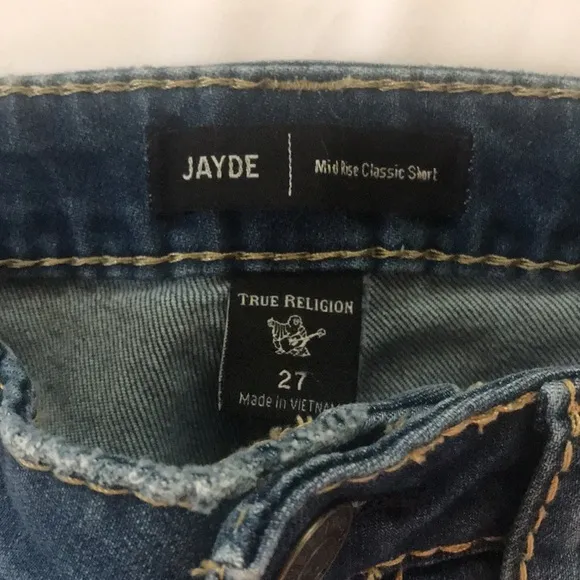 JAYDE | Mid Rise Classic Short
TRUE RELIGION
27
Made in VIETNAM